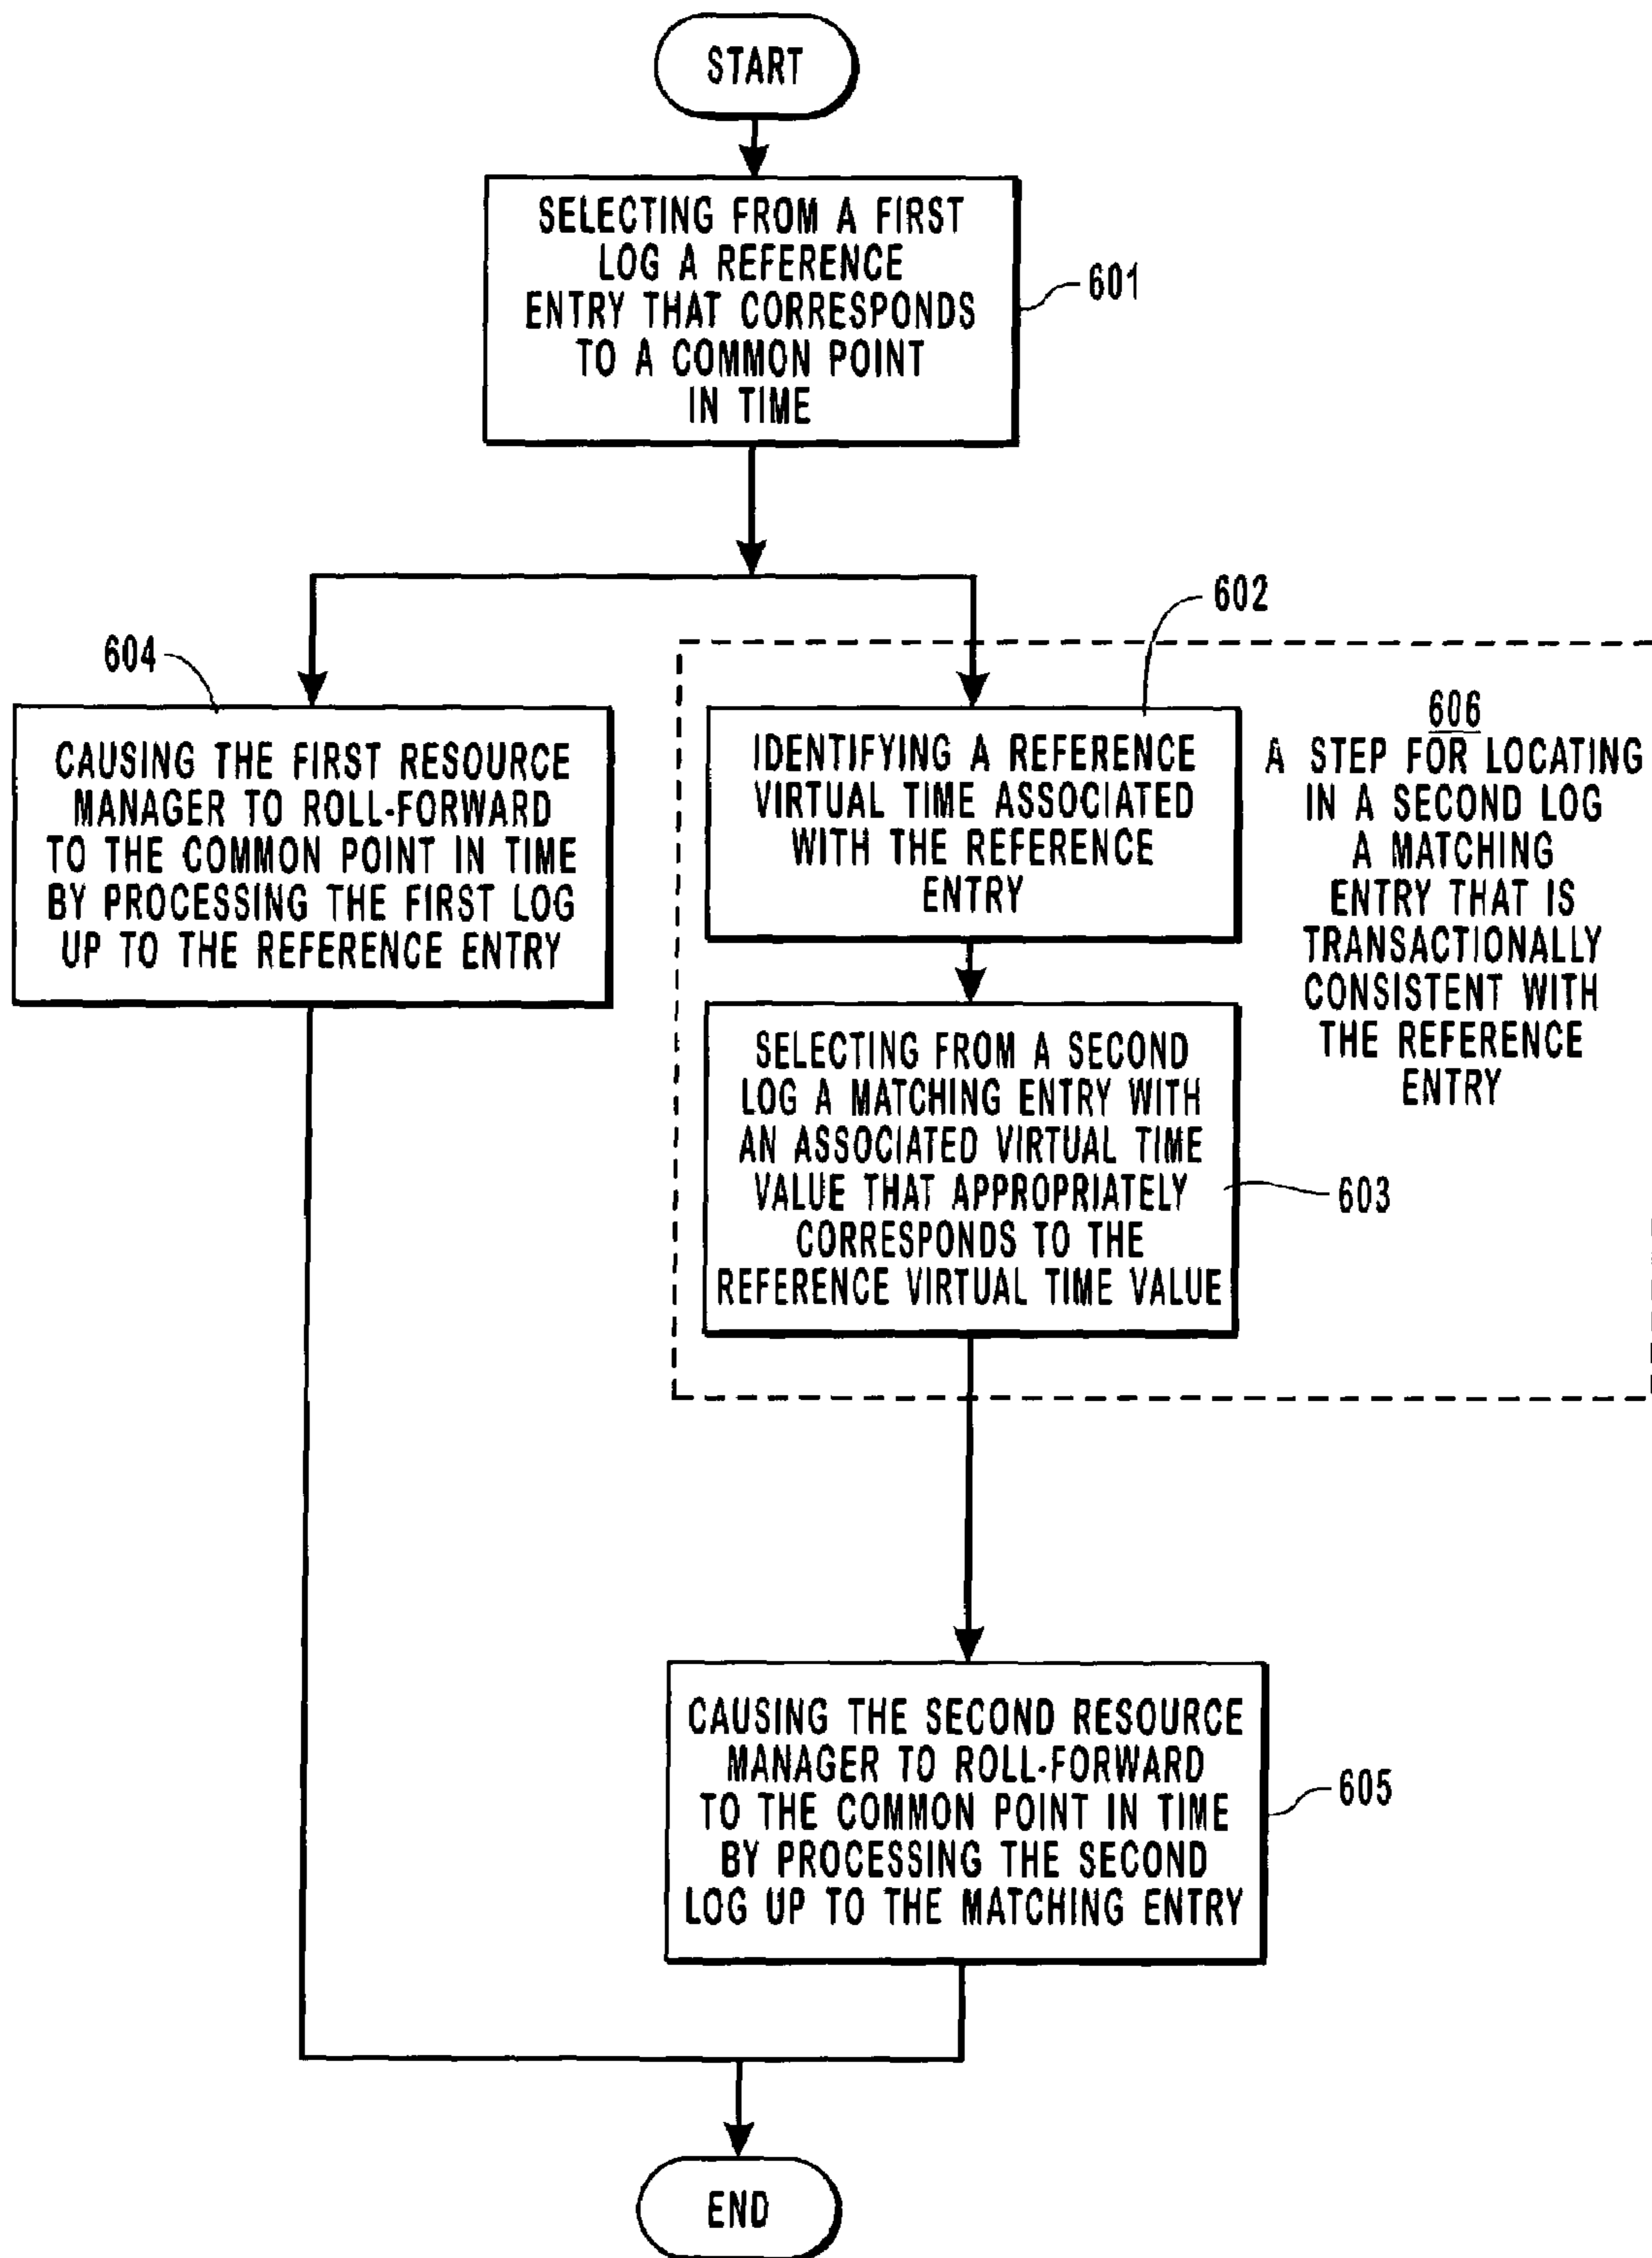 START
SELECTING FROM A FIRST
LOG A REFERENCE
ENTRY THAT CORRESPONDS
TO A COMMON POINT
IN TIME
601
602
604
CAUSING THE FIRST RESOURCE
MANAGER TO ROLL-FORWARD
TO THE COMMON POINT IN TIME
BY PROCESSING THE FIRST LOG
UP TO THE REFERENCE ENTRY
IDENTIFYING A REFERENCE
VIRTUAL TIME ASSOCIATED
WITH THE REFERENCE
ENTRY
606
A STEP FOR LOCATING
IN A SECOND LOG
A MATCHING
ENTRY THAT IS
TRANSACTIONALLY
CONSISTENT WITH
THE REFERENCE
ENTRY
SELECTING FROM A SECOND
LOG A MATCHING ENTRY WITH
AN ASSOCIATED VIRTUAL TIME
VALUE THAT APPROPRIATELY
CORRESPONDS TO THE
REFERENCE VIRTUAL TIME VALUE
603
CAUSING THE SECOND RESOURCE
MANAGER TO ROLL-FORWARD
TO THE COMMON POINT IN TIME
BY PROCESSING THE SECOND
LOG UP TO THE MATCHING ENTRY
605
END